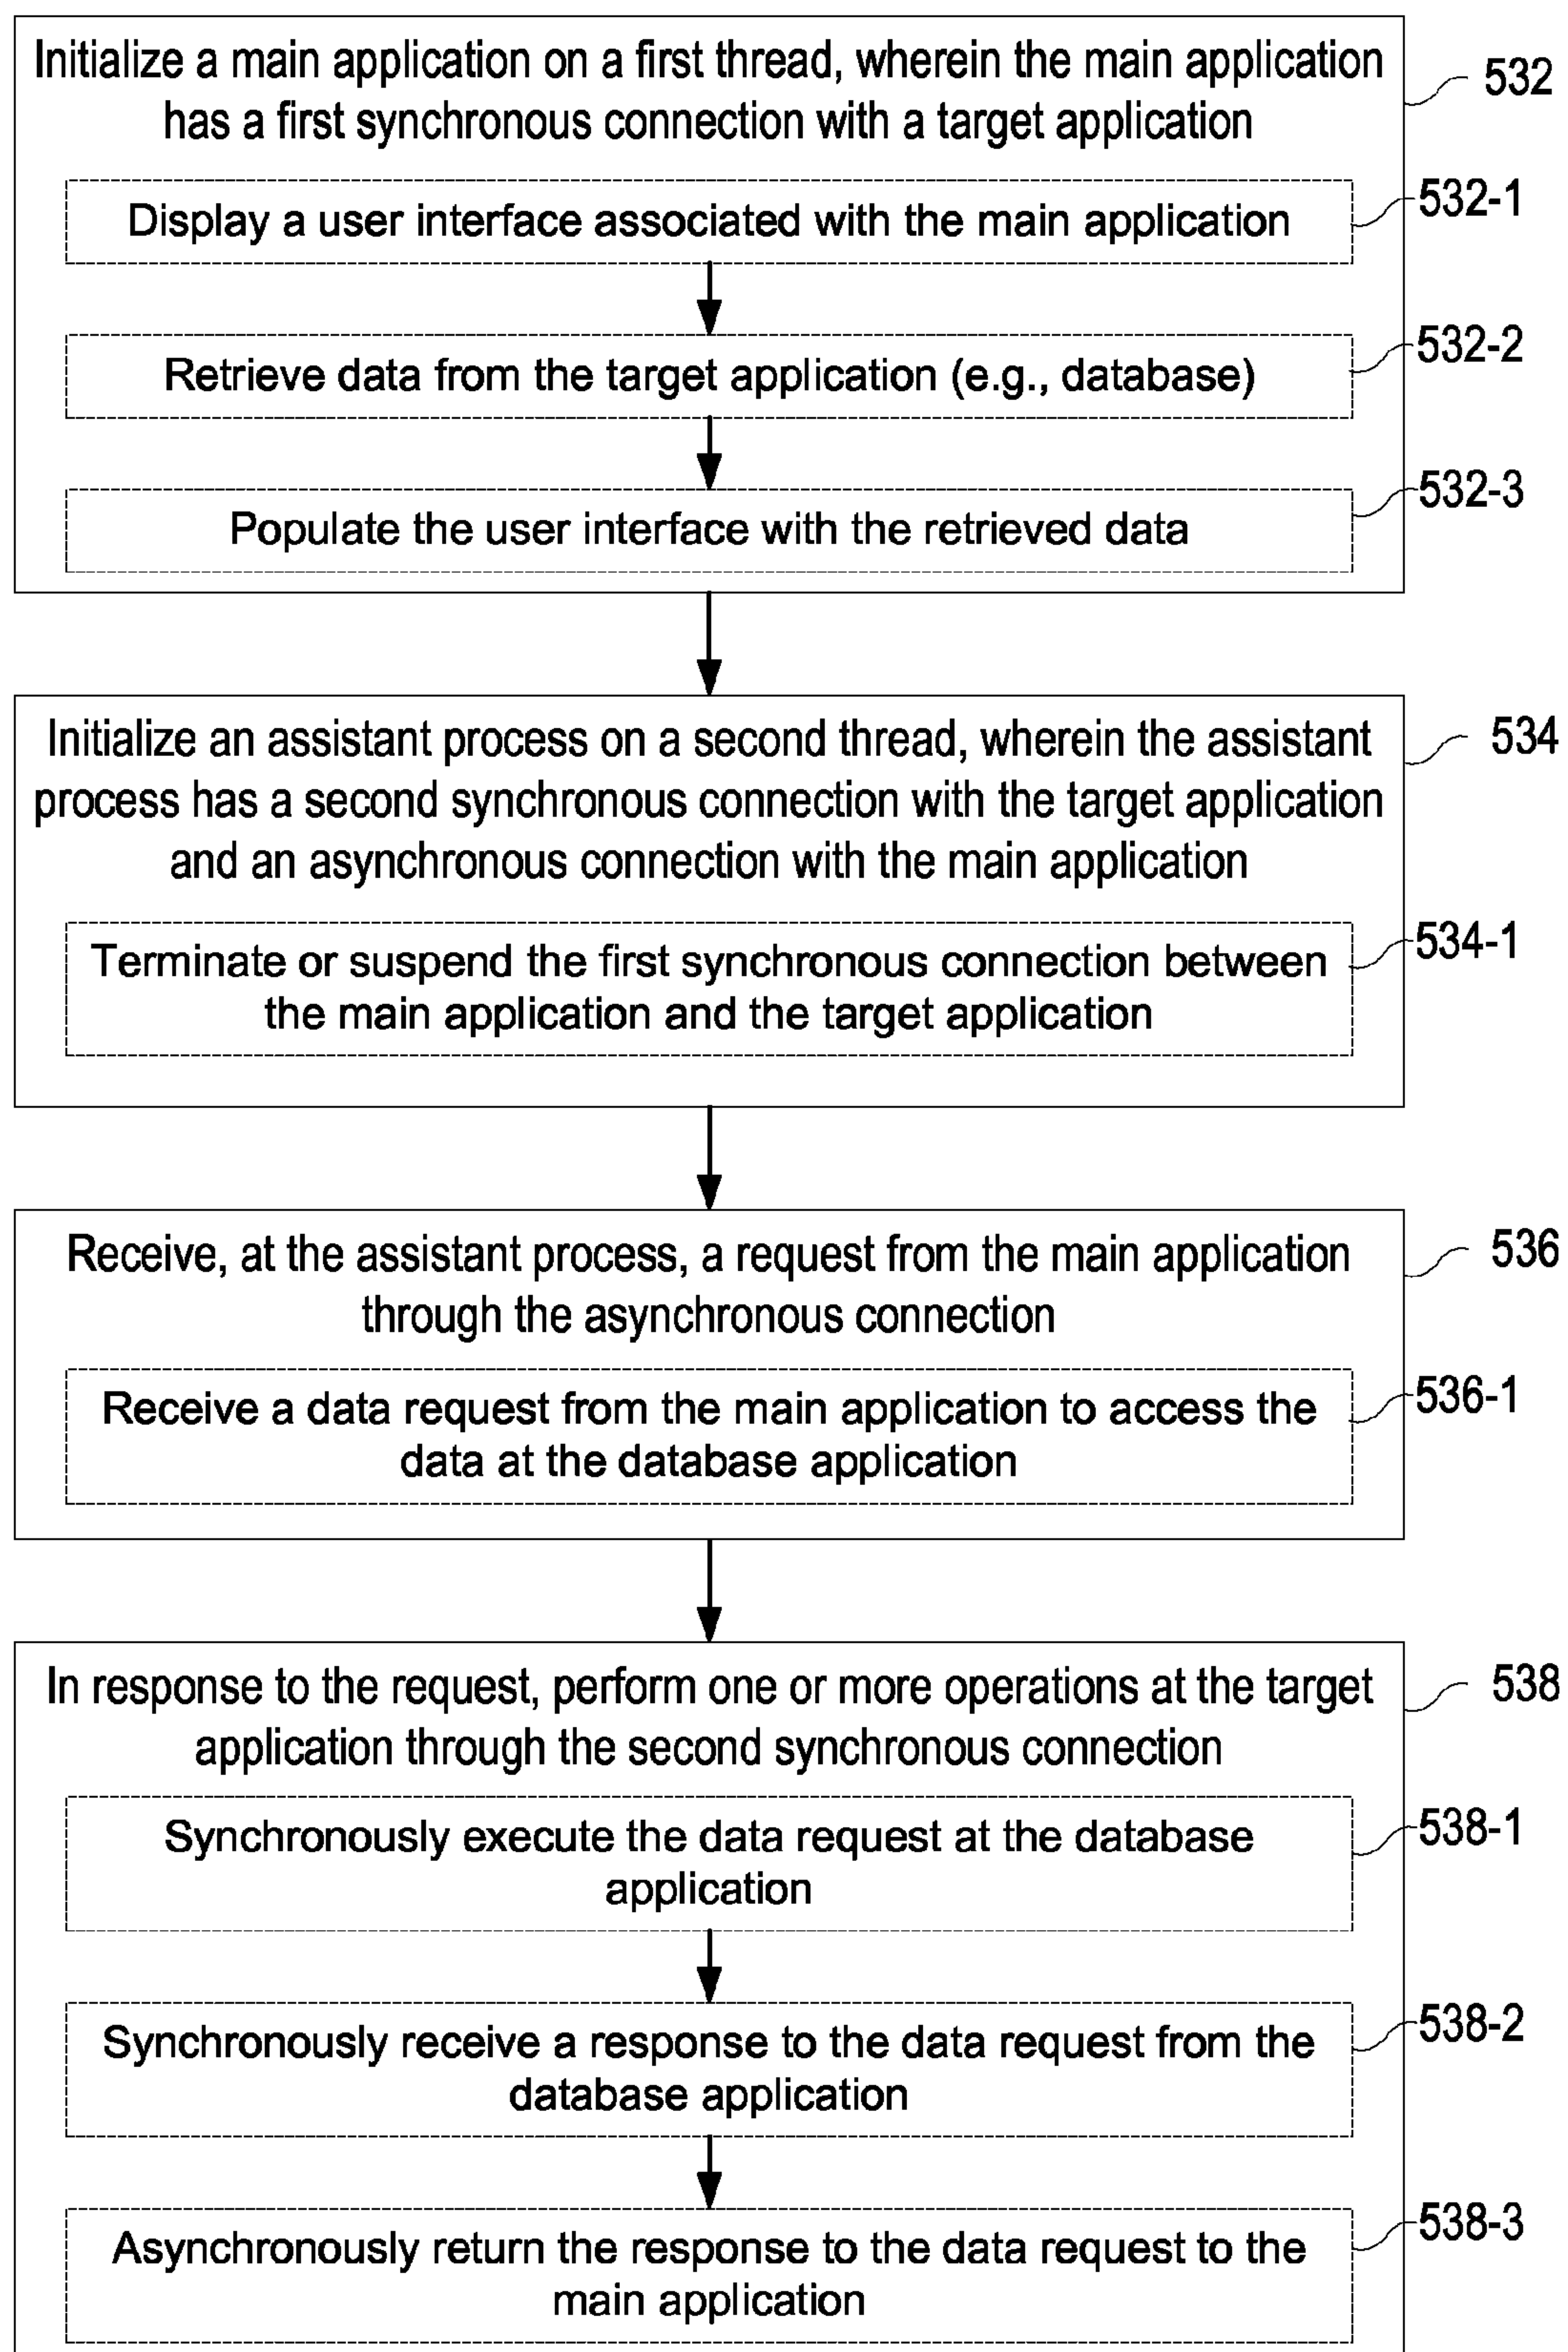 Initialize a main application on a first thread, wherein the main application
has a first synchronous connection with a target application
532
Display a user interface associated with the main application
532-1
Retrieve data from the target application (e.g., database)
532-2
Populate the user interface with the retrieved data
532-3
Initialize an assistant process on a second thread, wherein the assistant
process has a second synchronous connection with the target application
and an asynchronous connection with the main application
534
Terminate or suspend the first synchronous connection between
the main application and the target application
534-1
Receive, at the assistant process, a request from the main application
through the asynchronous connection
536
Receive a data request from the main application to access the
data at the database application
536-1
In response to the request, perform one or more operations at the target
application through the second synchronous connection
538
Synchronously execute the data request at the database
application
538-1
Synchronously receive a response to the data request from the
database application
538-2
Asynchronously return the response to the data request to the
main application
538-3